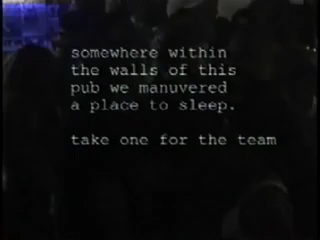 somewhere within
the walls of this
pub we manuvered
a place to sleep.
take one for the team